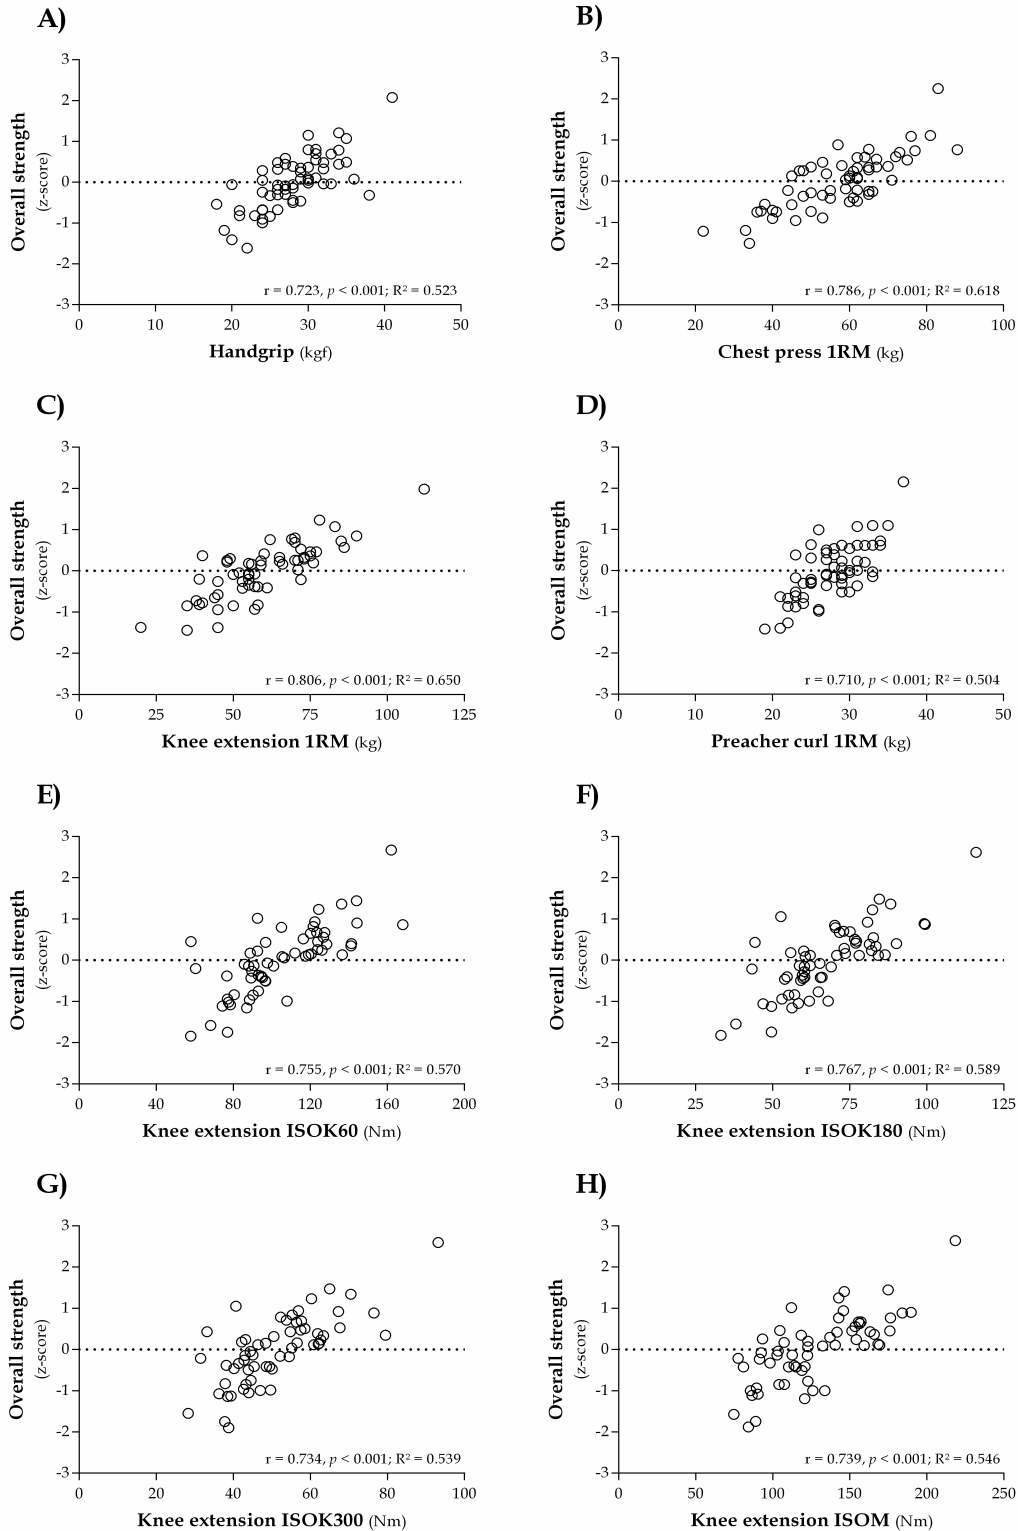 A)
B)
3
2
1
0
-1
-2
-3
Overall strength
(z-score)
r = 0.723, p < 0.001; R² = 0.523
0 10 20 30 40 50
Handgrip (kgf)
3
2
1
0
-1
-2
-3
Overall strength
(z-score)
r = 0.786, p < 0.001; R² = 0.618
0 20 40 60 80 100
Chest press 1RM (kg)
C)
D)
3
2
1
0
-1
-2
-3
Overall strength
(z-score)
r = 0.806, p < 0.001; R² = 0.650
0 25 50 75 100 125
Knee extension 1RM (kg)
3
2
1
0
-1
-2
-3
Overall strength
(z-score)
r = 0.710, p < 0.001; R² = 0.504
0 10 20 30 40 50
Preacher curl 1RM (kg)
E)
F)
3
2
1
0
-1
-2
-3
Overall strength
(z-score)
r = 0.755, p < 0.001; R² = 0.570
0 40 80 120 160 200
Knee extension ISOK60 (Nm)
3
2
1
0
-1
-2
-3
Overall strength
(z-score)
r = 0.767, p < 0.001; R² = 0.589
0 25 50 75 100 125
Knee extension ISOK180 (Nm)
G)
H)
3
2
1
0
-1
-2
-3
Overall strength
(z-score)
r = 0.734, p < 0.001; R² = 0.539
0 20 40 60 80 100
Knee extension ISOK300 (Nm)
3
2
1
0
-1
-2
-3
Overall strength
(z-score)
r = 0.739, p < 0.001; R² = 0.546
0 50 100 150 200 250
Knee extension ISOM (Nm)